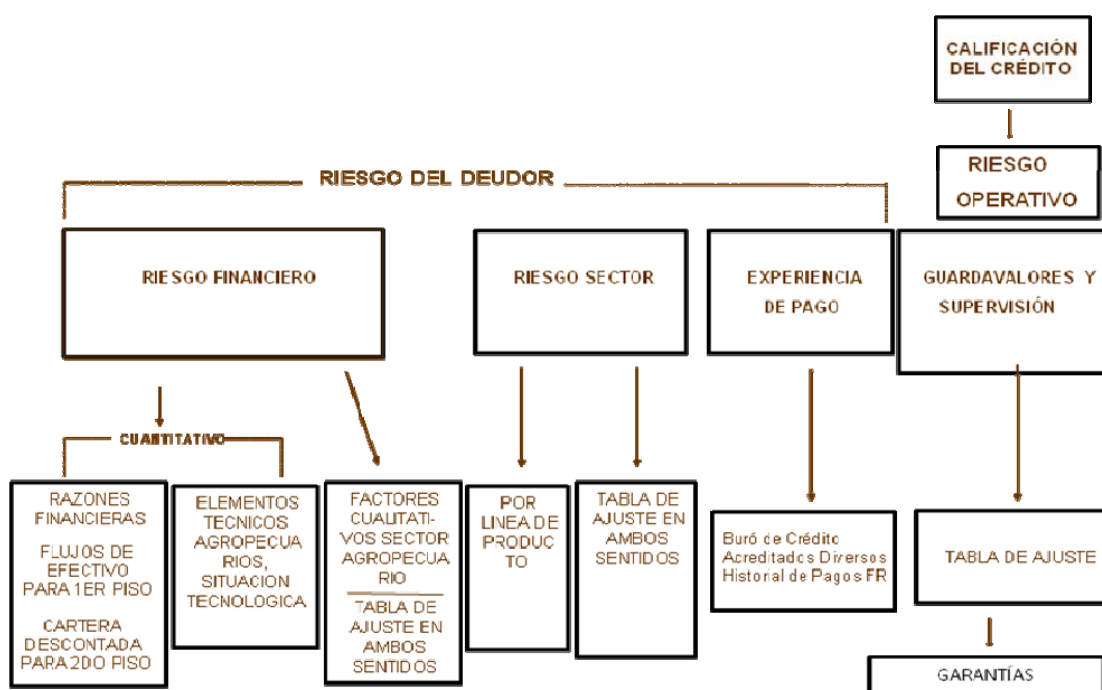 CALIFICACIÓN
DEL CRÉDITO
RIESGO
OPERATIVO
RIESGO DEL DEUDOR
RIESGO FINANCIERO
RIESGO SECTOR
EXPERIENCIA
DE PAGO
GUARDAVALORES Y
SUPERVISIÓN
CUANTITATIVO
RAZONES
FINANCIERAS
FLUJOS DE
EFECTIVO
PARA 1ER PISO
CARTERA
DESCONTADA
PARA 2DO PISO
ELEMENTOS
TECNICOS
AGROPECUA
RIOS,
SITUACION
TECNOLOGICA
FACTORES
CUALITATI-
VOS SECTOR
AGROPECUA
RIO
TABLA DE
AJUSTE EN
AMBOS
SENTIDOS
POR
LINEA DE
PRODUC
TO
TABLA DE
AJUSTE EN
AMBOS
SENTIDOS
Buró de Crédito
Acreditados Diversos
Historial de Pagos FR
TABLA DE AJUSTE
GARANTÍAS